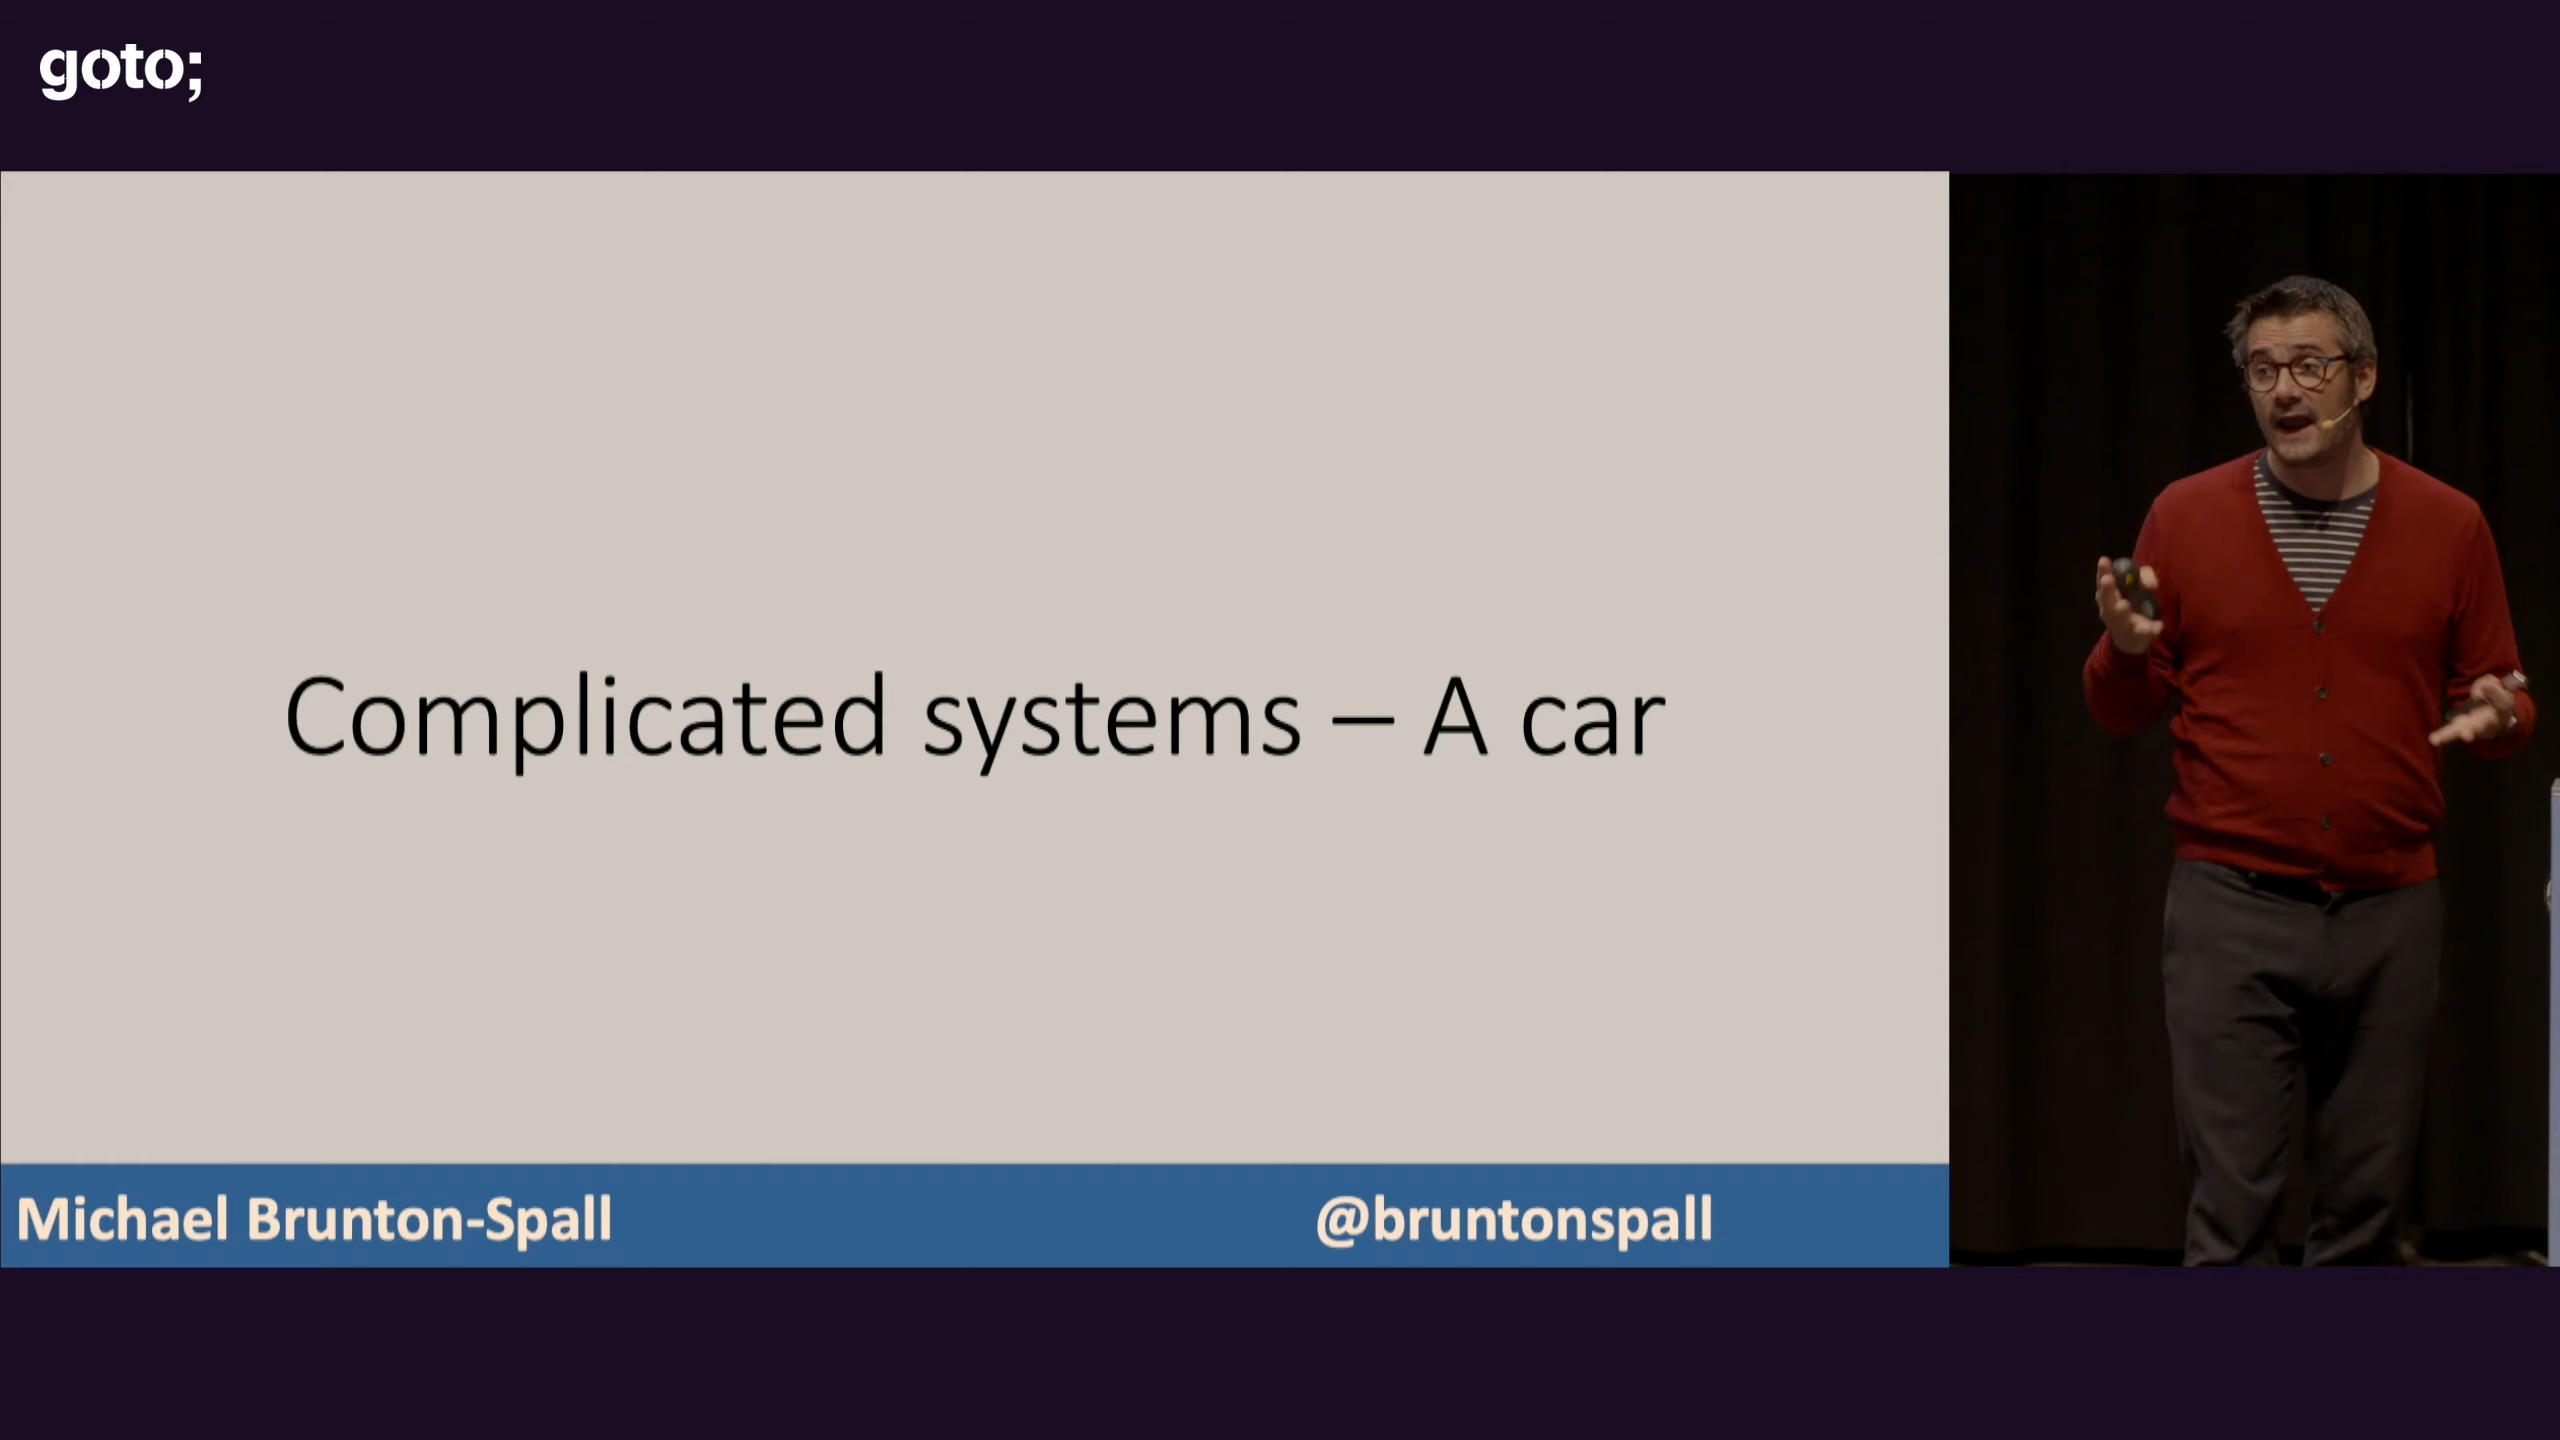 goto;
Complicated systems – A car
Michael Brunton-Spall
@bruntonspall